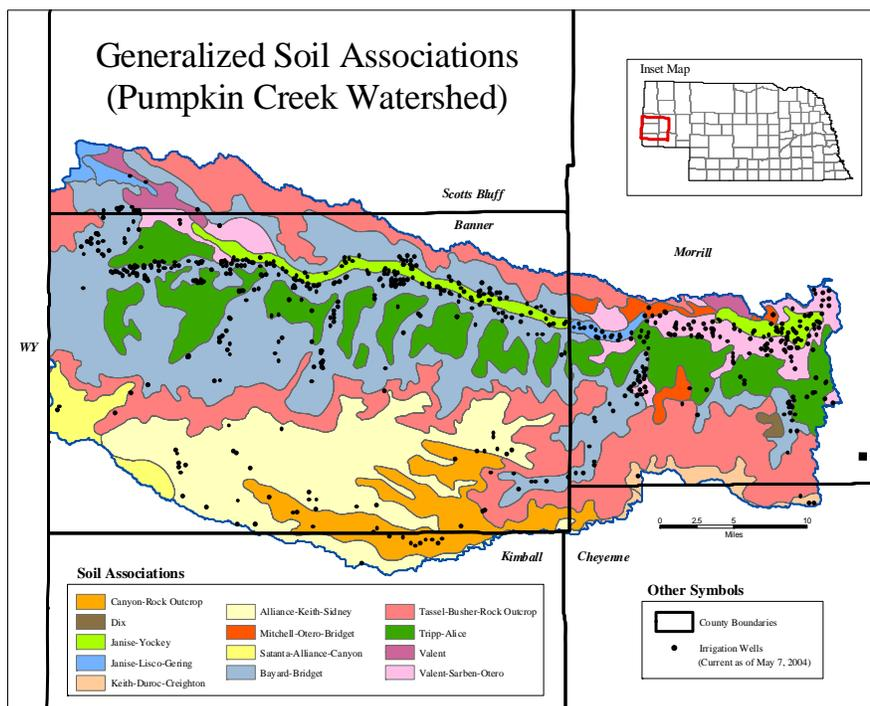 Generalized Soil Associations
(Pumpkin Creek Watershed)
Inset Map
Scotts Bluff
Banner
Morrill
WY
Kimball
Cheyenne
0 2.5 5 10
Miles
Soil Associations
Canyon-Rock Outcrop
Dix
Janise-Yockey
Janise-Lisco-Gering
Keith-Duroc-Creighton
Alliance-Keith-Sidney
Mitchell-Otero-Bridget
Satanta-Alliance-Canyon
Bayard-Bridget
Tassel-Busher-Rock Outcrop
Tripp-Alice
Valent
Valent-Sarben-Otero
Other Symbols
County Boundaries
Irrigation Wells
(Current as of May 7, 2004)